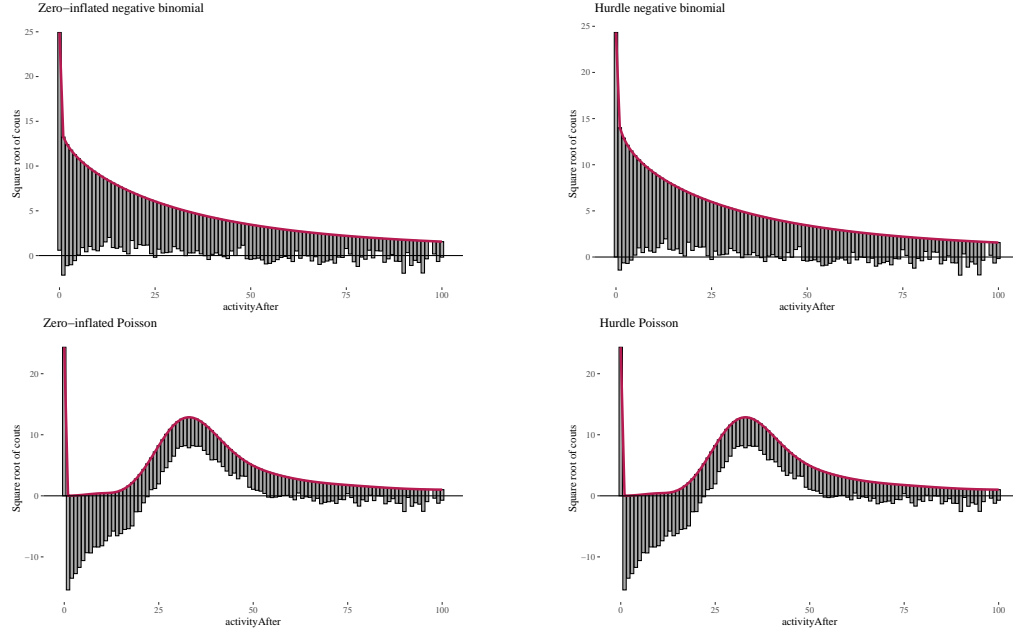 Zero−inflated negative binomial
25
20
15
10
5
0
Square root of couts
0 25 50 75 100
activityAfter
Hurdle negative binomial
25
20
15
10
5
0
Square root of couts
0 25 50 75 100
activityAfter
Zero−inflated Poisson
20
10
0
−10
Square root of couts
0 25 50 75 100
activityAfter
Hurdle Poisson
20
10
0
−10
Square root of couts
0 25 50 75 100
activityAfter